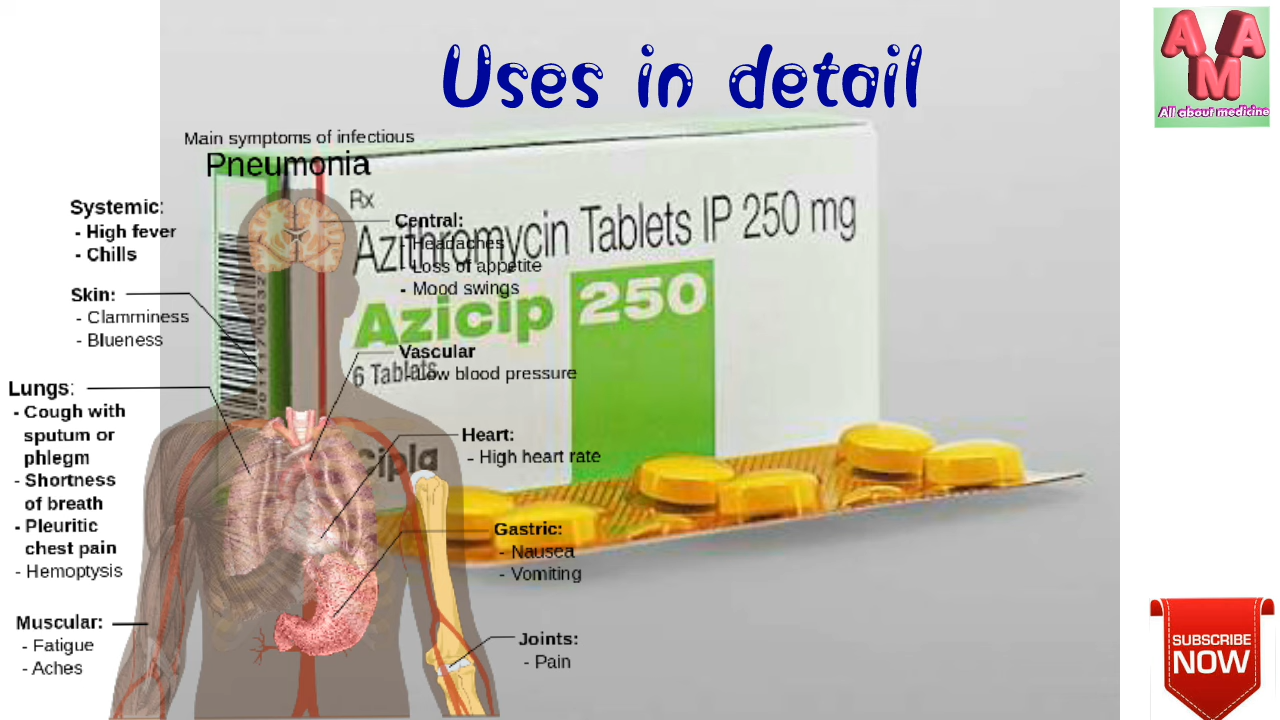 Uses in detail
A A
M
All about medicine
Main symptoms of infectious
Pneumonia
Systemic:
- High fever
- Chills
Skin:
- Clamminess
- Blueness
Lungs:
- Cough with
sputum or
phlegm
- Shortness
of breath
- Pleuritic
chest pain
- Hemoptysis
Muscular:
- Fatigue
- Aches
Central:
- Headaches
- Loss of appetite
- Mood swings
Vascular
- Low blood pressure
Heart:
- High heart rate
Gastric:
- Nausea
- Vomiting
Joints:
- Pain
Rx
Azithromycin Tablets IP 250 mg
Azicip 250
6 Tablets
Cipla
SUBSCRIBE
NOW